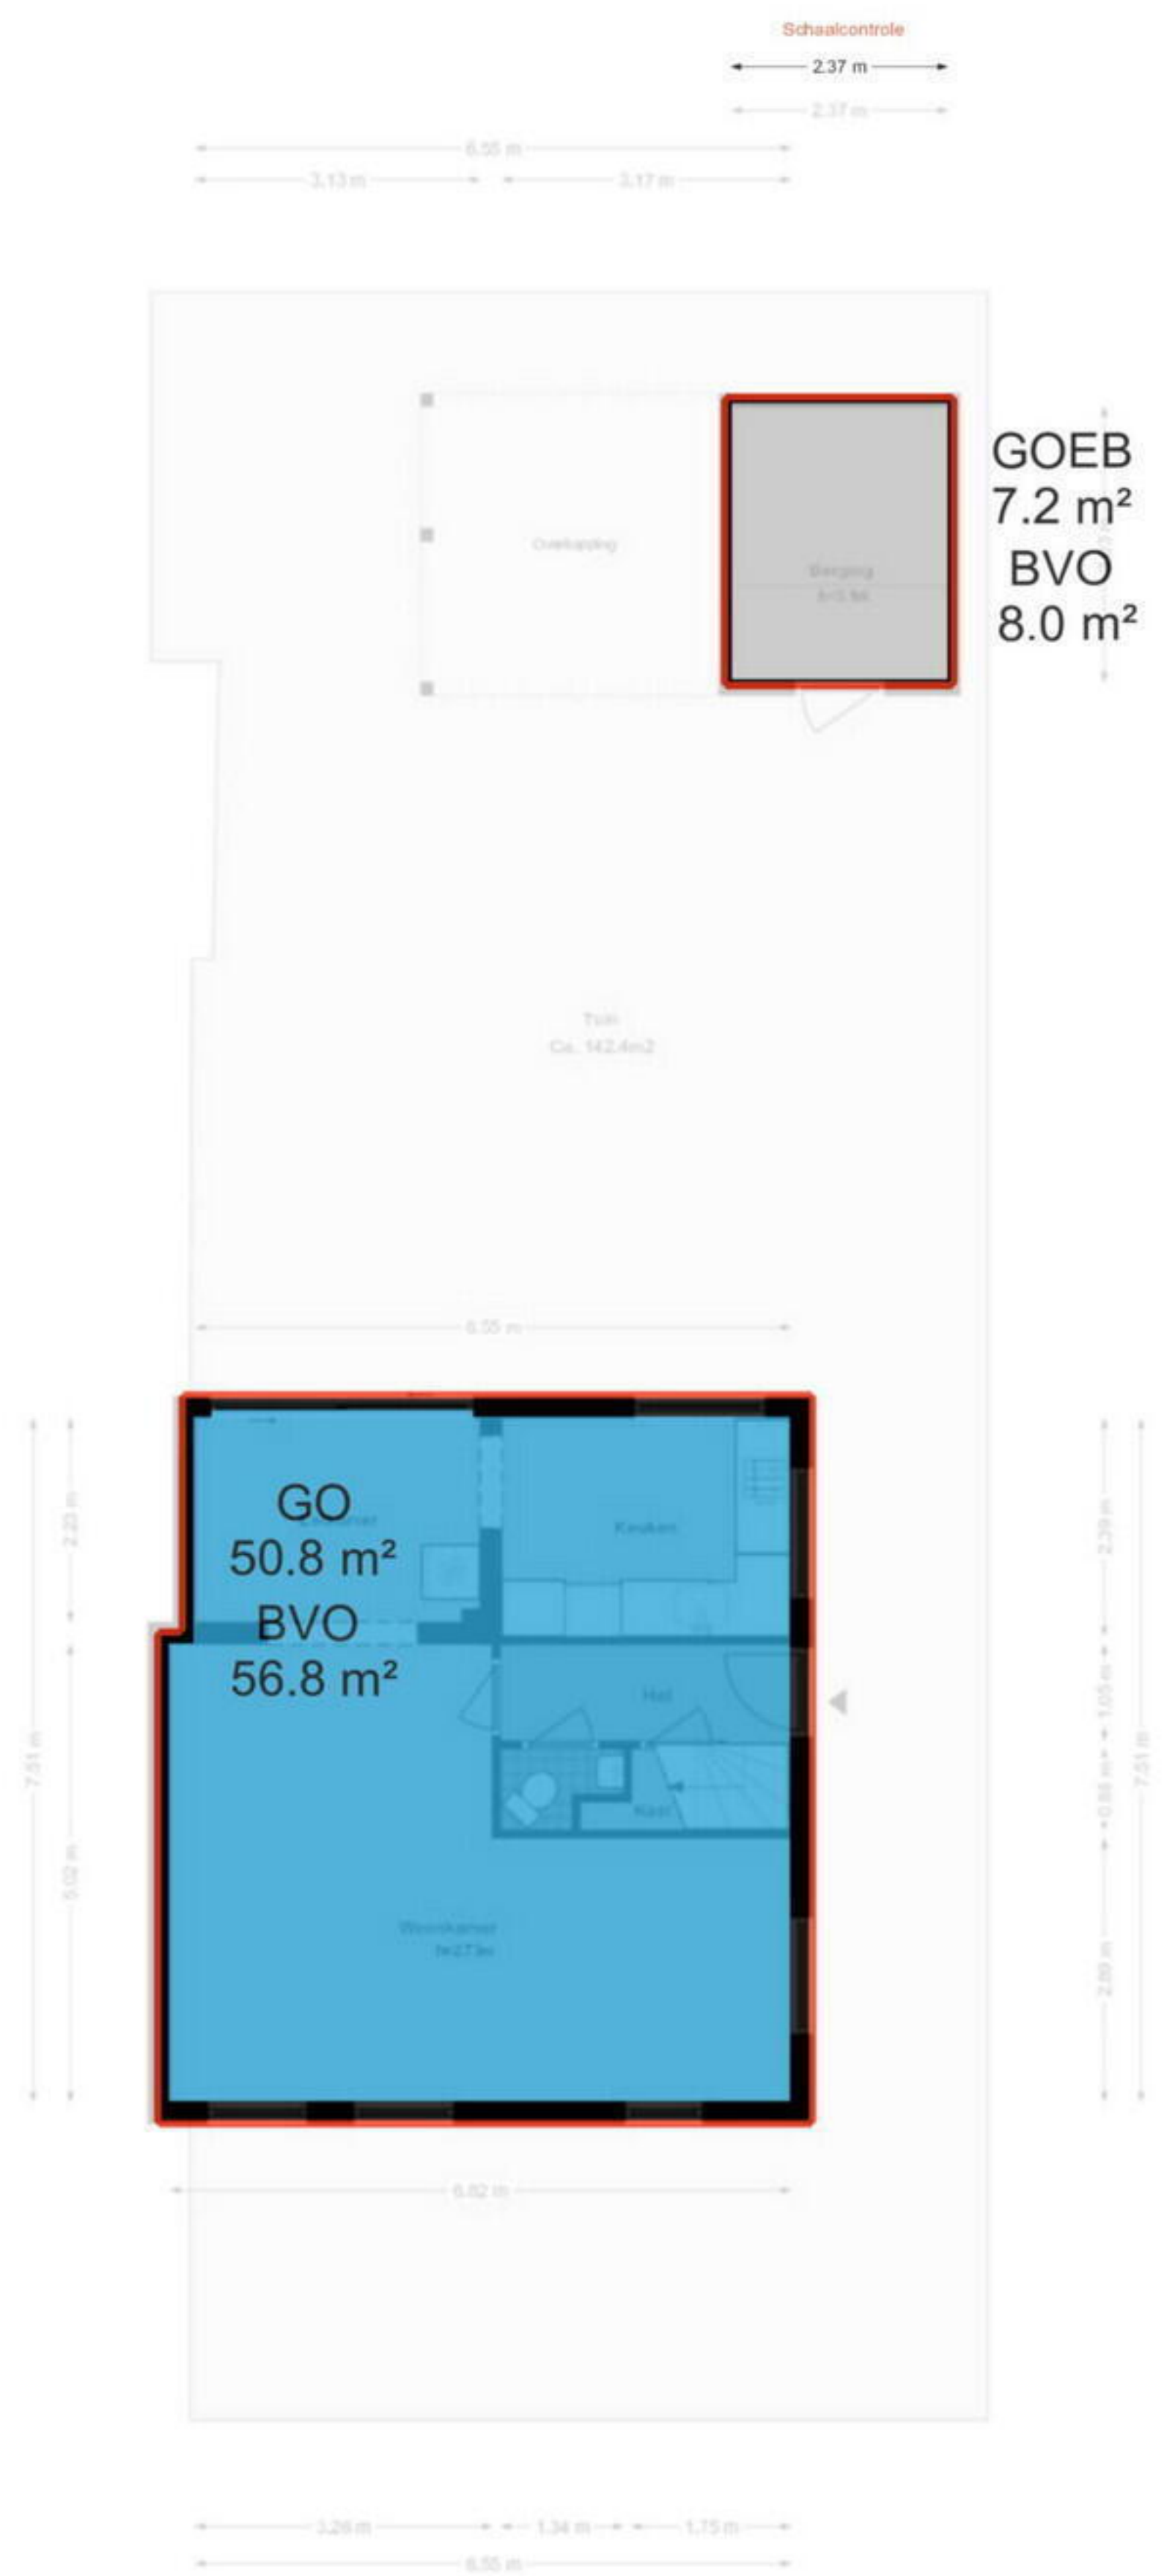 Schaalcontrole
2.37 m
2.37 m
6.55 m
3.13 m
3.17 m
GOEB
7.2 m²
BVO
8.0 m²
Overkapping
Berging
Tuin
Ca. 142.4m2
6.55 m
GO
50.8 m²
BVO
56.8 m²
Keuken
Hal
Kast
Woonkamer
2.23 m
7.51 m
5.02 m
2.39 m
1.05 m
0.88 m
7.51 m
2.89 m
6.82 m
3.26 m
1.34 m
1.75 m
6.55 m